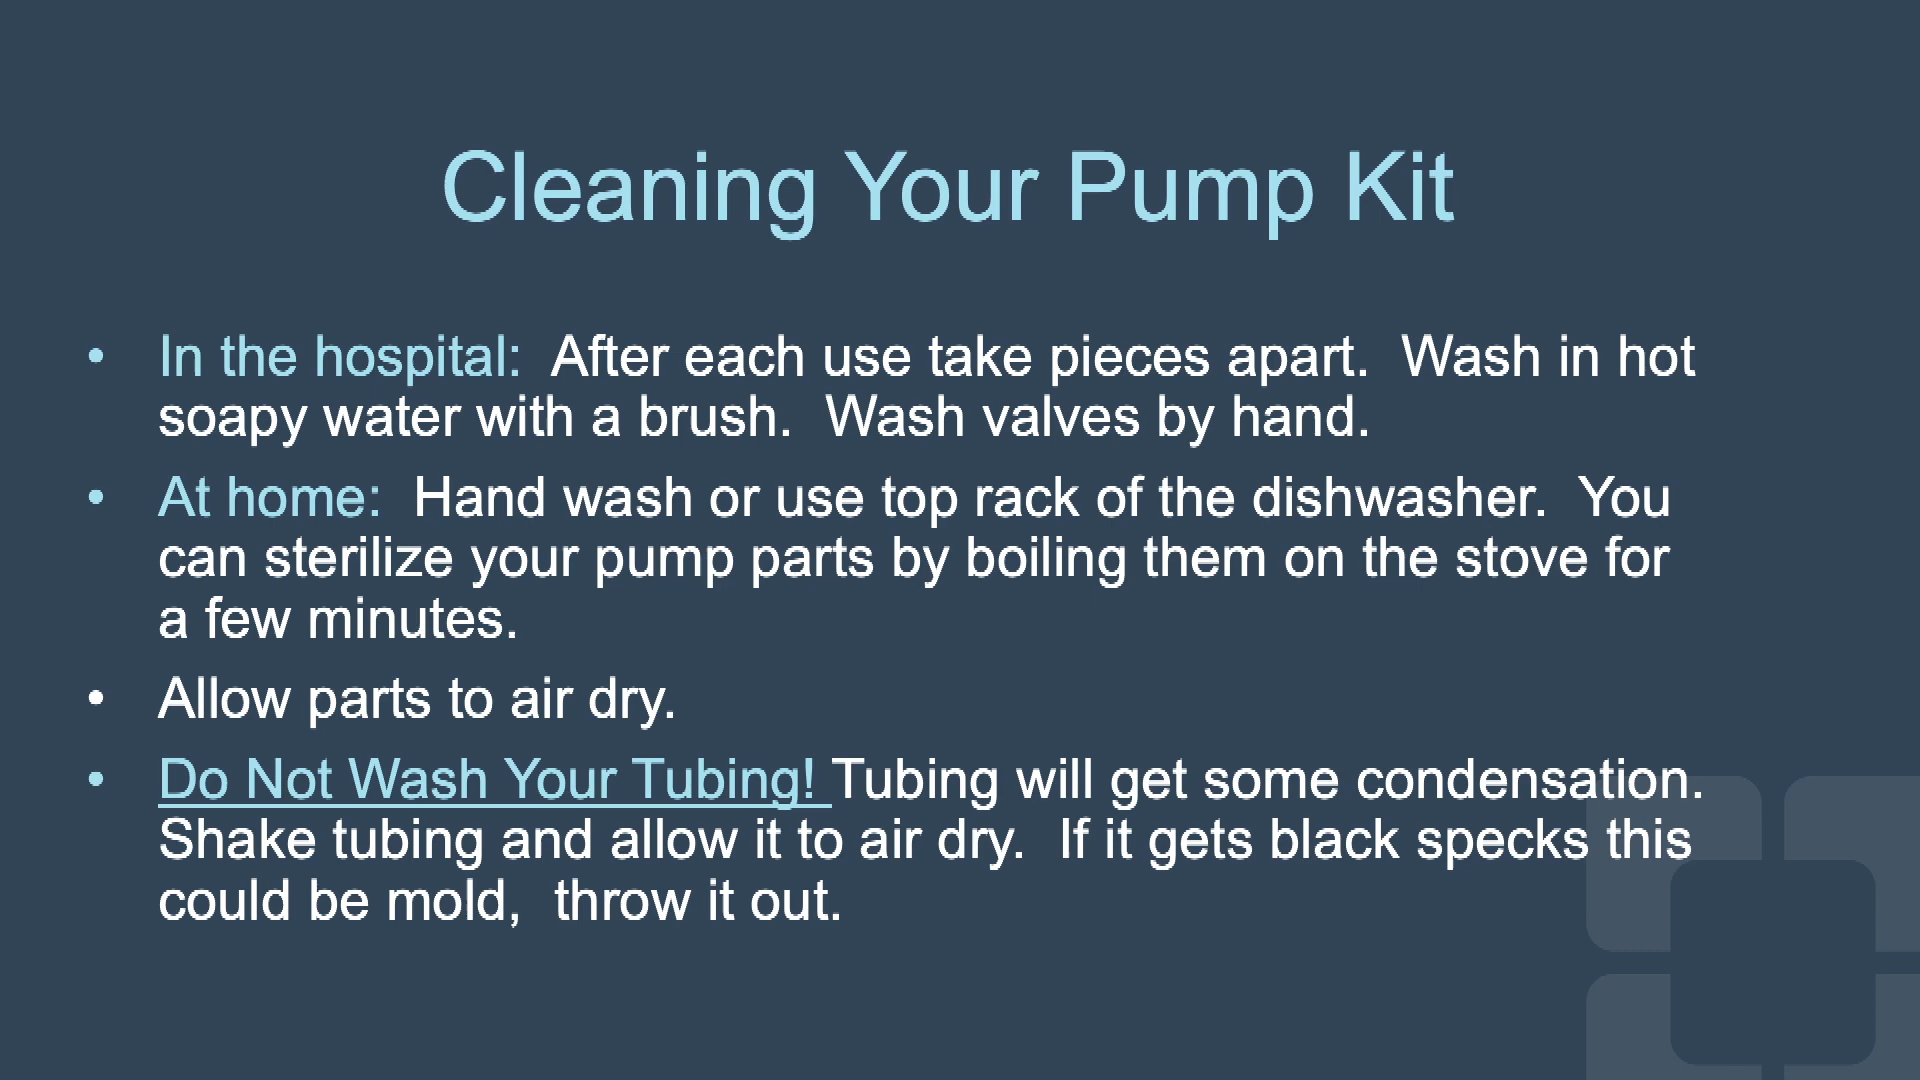 Cleaning Your Pump Kit
• In the hospital:  After each use take pieces apart.  Wash in hot
soapy water with a brush.  Wash valves by hand.
• At home:  Hand wash or use top rack of the dishwasher.  You
can sterilize your pump parts by boiling them on the stove for
a few minutes.
• Allow parts to air dry.
• Do Not Wash Your Tubing! Tubing will get some condensation.
Shake tubing and allow it to air dry.  If it gets black specks this
could be mold,  throw it out.